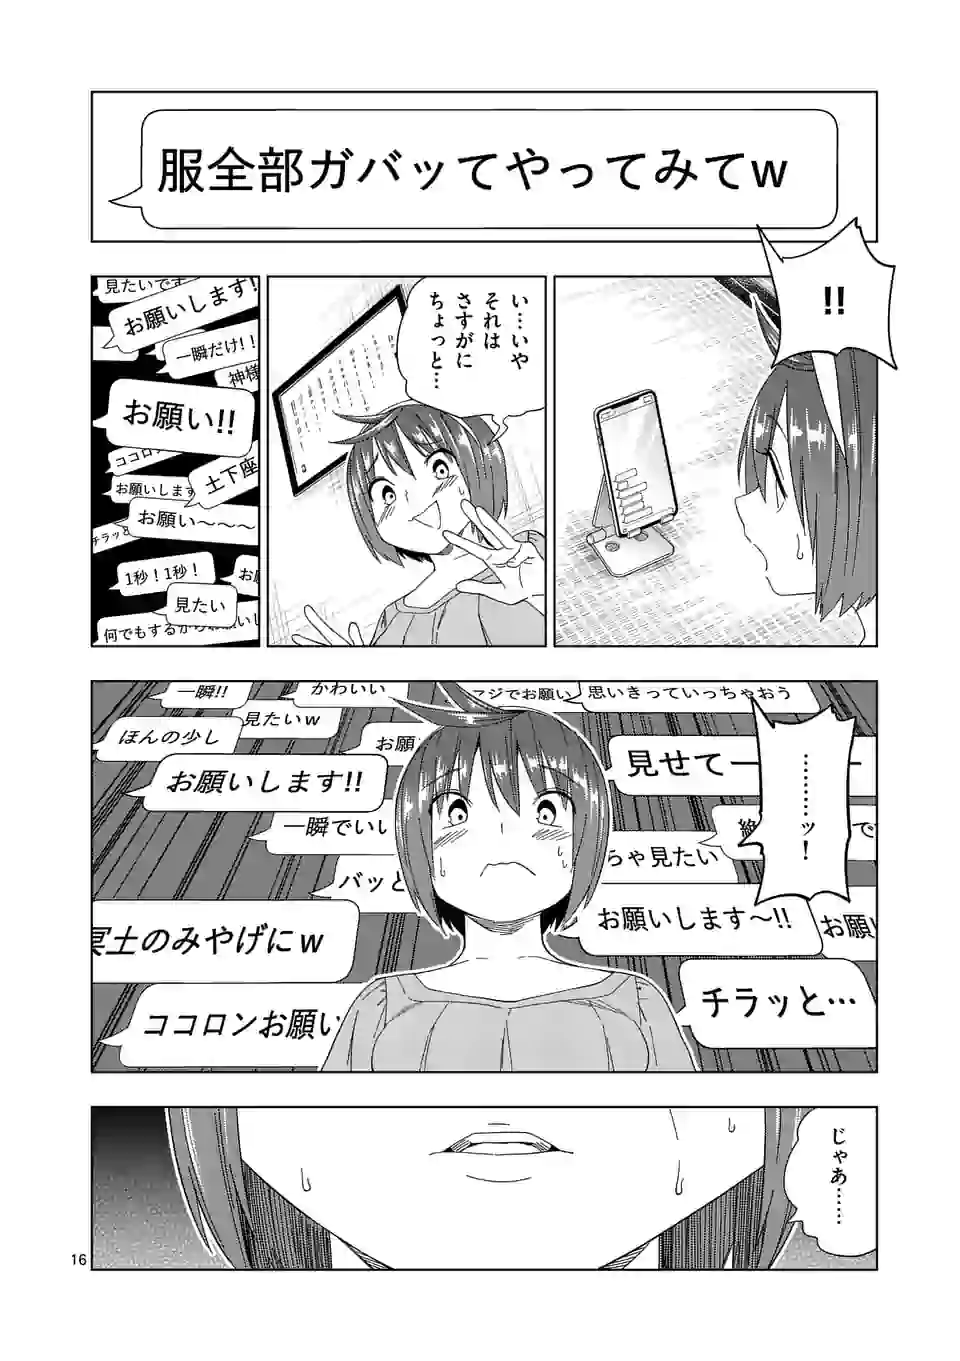 服全部ガバッてやってみてw
!!
い…いや
それは
さすがに
ちょっと…
見たいです
お願いします!
一瞬だけ!!
神様
お願い!!
ココロン
土下座
お願いします
お願い〜〜〜
チラッと
1秒!1秒!
お
見たい
何でもするからお願いし
一瞬!!
かわいい
マジでお願い
思いきっていっちゃおう
見たいw
ほんの少し
お願
見せてー
………ッ!
お願いします!!
一瞬でいい
絶
で
ちゃ見たい
バッと
お願いします〜!!
お願い
冥土のみやげにw
チラッと…
ココロンお願い
じゃあ……
16